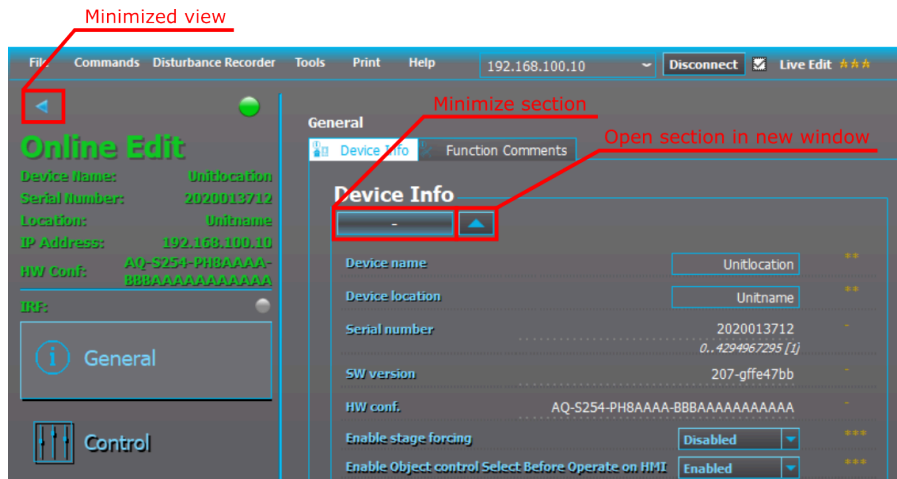 Minimized view
File Commands Disturbance Recorder Tools Print Help 192.168.100.10 Disconnect Live Edit ***
Minimize section
Open section in new window
General
Device Info Function Comments
Online Edit
Device Name: Unitlocation
Serial Number: 2020013712
Location: Unitname
IP Address: 192.168.100.10
HW Conf: AQ-S254-PH8AAAA-
BBBAAAAAAAAAAA
IRF:
General
Control
Device Info
-
Device name Unitlocation **
Device location Unitname **
Serial number 2020013712 -
0..4294967295 [1]
SW version 207-gffe47bb -
HW conf. AQ-S254-PH8AAAA-BBBAAAAAAAAAAA -
Enable stage forcing Disabled ***
Enable Object control Select Before Operate on HMI Enabled ***